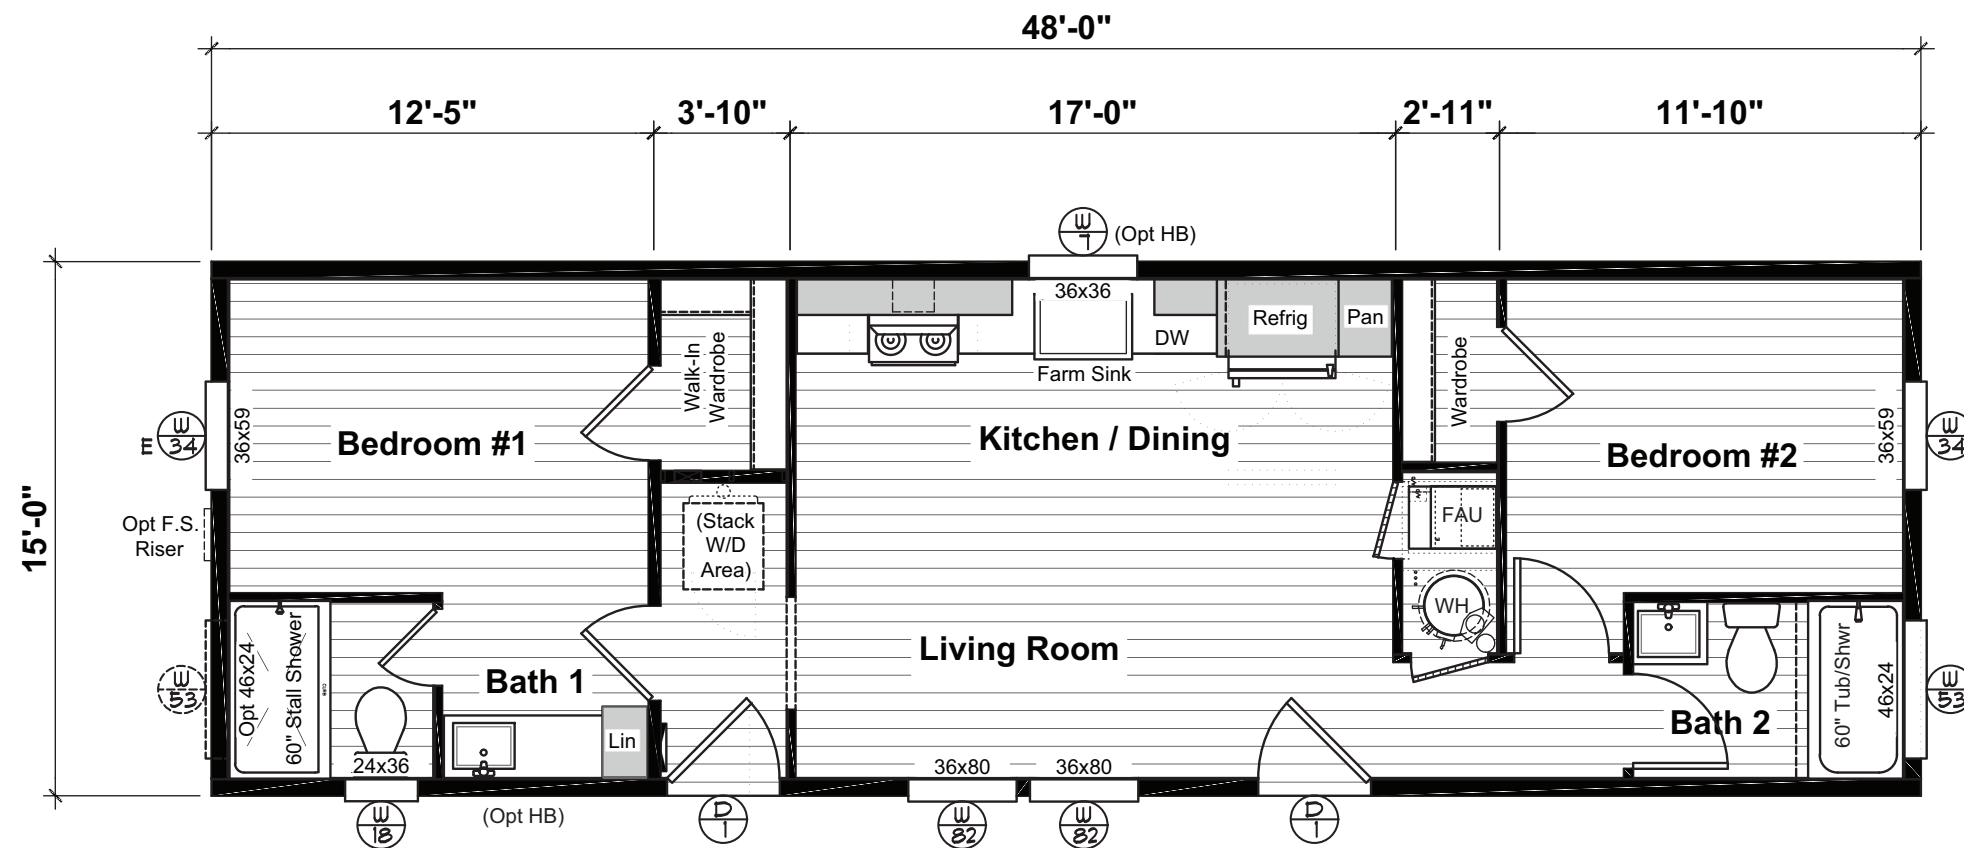 48'-0"
12'-5"
3'-10"
17'-0"
2'-11"
11'-10"
15'-0"
W
7
(Opt HB)
36x36
Refrig
Pan
DW
Farm Sink
Walk-In
Wardrobe
Wardrobe
W
34
36x59
Bedroom #1
Kitchen / Dining
Bedroom #2
36x59
W
34
E
Opt F.S.
Riser
(Stack
W/D
Area)
FAU
WH
Living Room
W
53
Opt 46x24
60" Stall Shower
Bath 1
Lin
24x36
Bath 2
60" Tub/Shwr
46x24
W
53
36x80
36x80
W
18
(Opt HB)
D
1
W
82
W
82
D
1